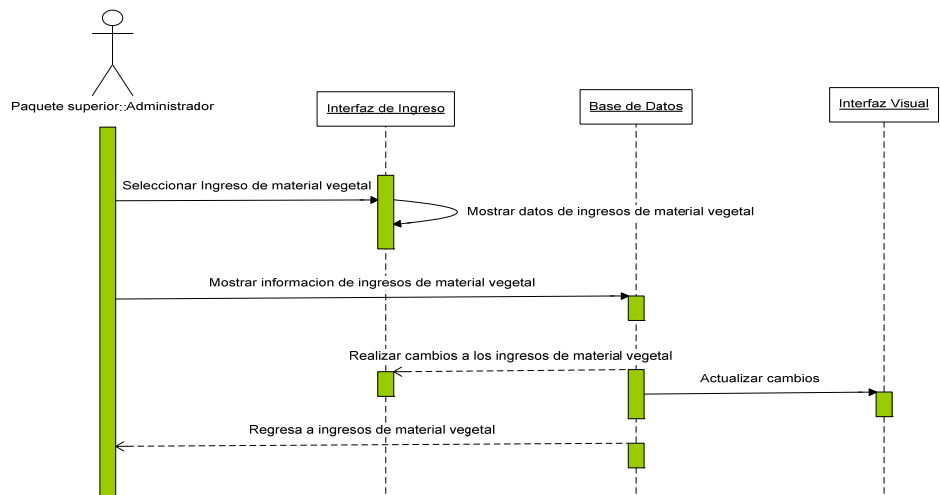 Paquete superior::Administrador
Interfaz de Ingreso
Base de Datos
Interfaz Visual
Seleccionar Ingreso de material vegetal
Mostrar datos de ingresos de material vegetal
Mostrar informacion de ingresos de material vegetal
Realizar cambios a los ingresos de material vegetal
Actualizar cambios
Regresa a ingresos de material vegetal